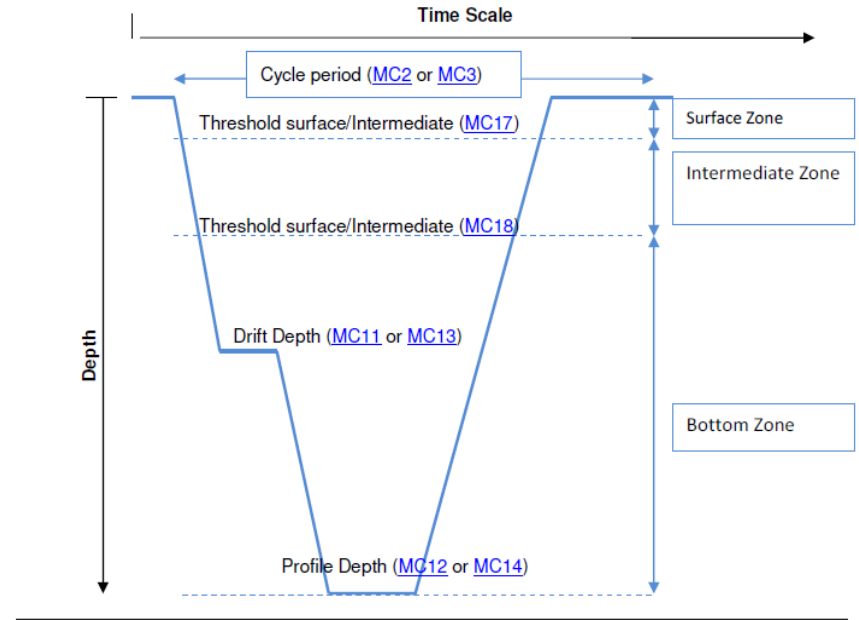 Time Scale
Cycle period (MC2 or MC3)
Threshold surface/Intermediate (MC17)
Surface Zone
Intermediate Zone
Threshold surface/Intermediate (MC18)
Drift Depth (MC11 or MC13)
Depth
Bottom Zone
Profile Depth (MC12 or MC14)